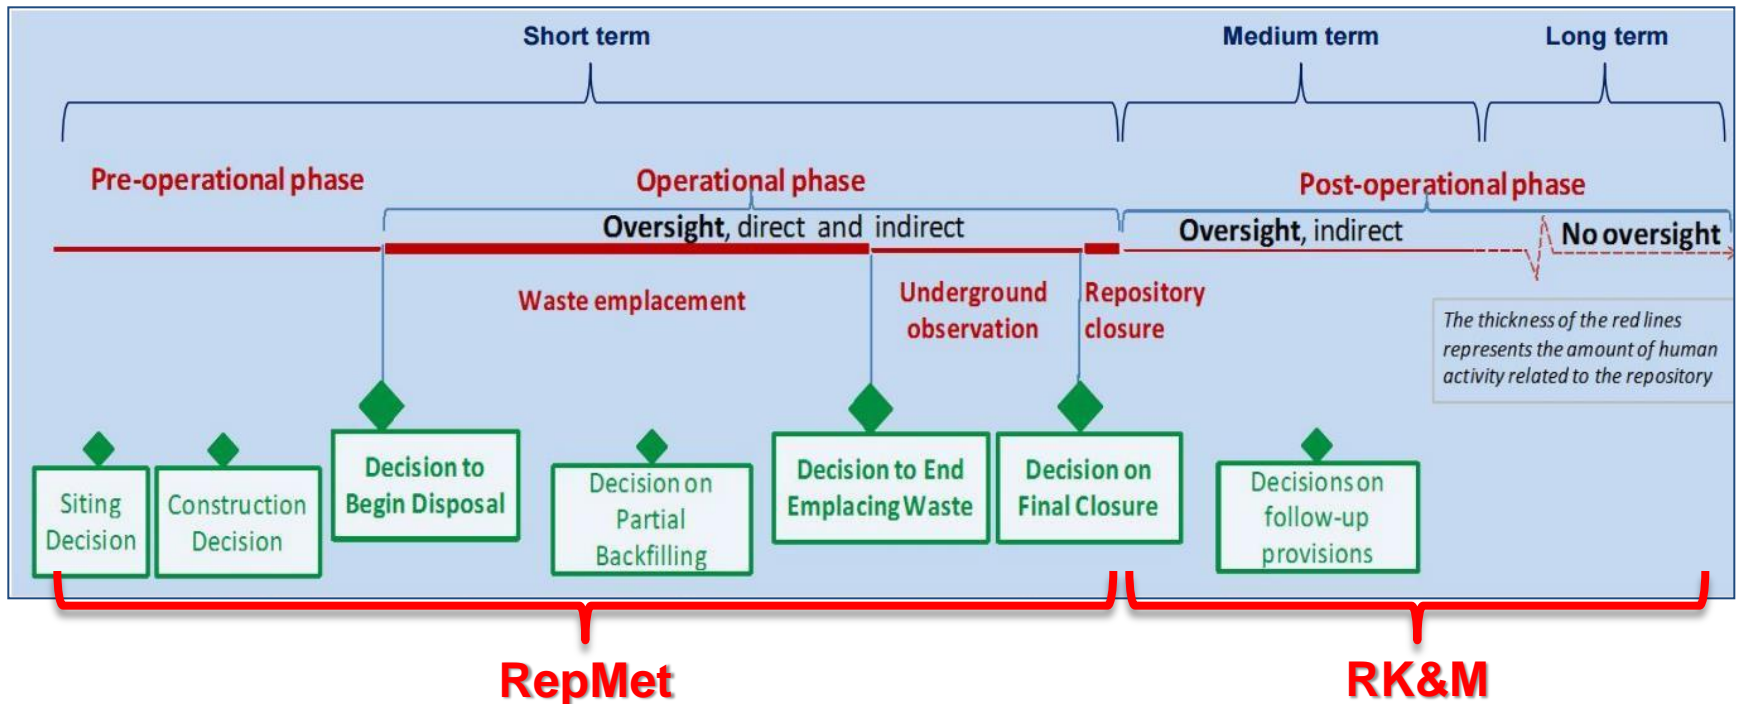 Short term
Medium term
Long term
Pre-operational phase
Operational phase
Post-operational phase
Oversight, direct and indirect
Oversight, indirect
No oversight
Waste emplacement
Underground
observation
Repository
closure
The thickness of the red lines
represents the amount of human
activity related to the repository
Siting
Decision
Construction
Decision
Decision to
Begin Disposal
Decision on
Partial
Backfilling
Decision to End
Emplacing Waste
Decision on
Final Closure
Decisions on
follow-up
provisions
RepMet
RK&M